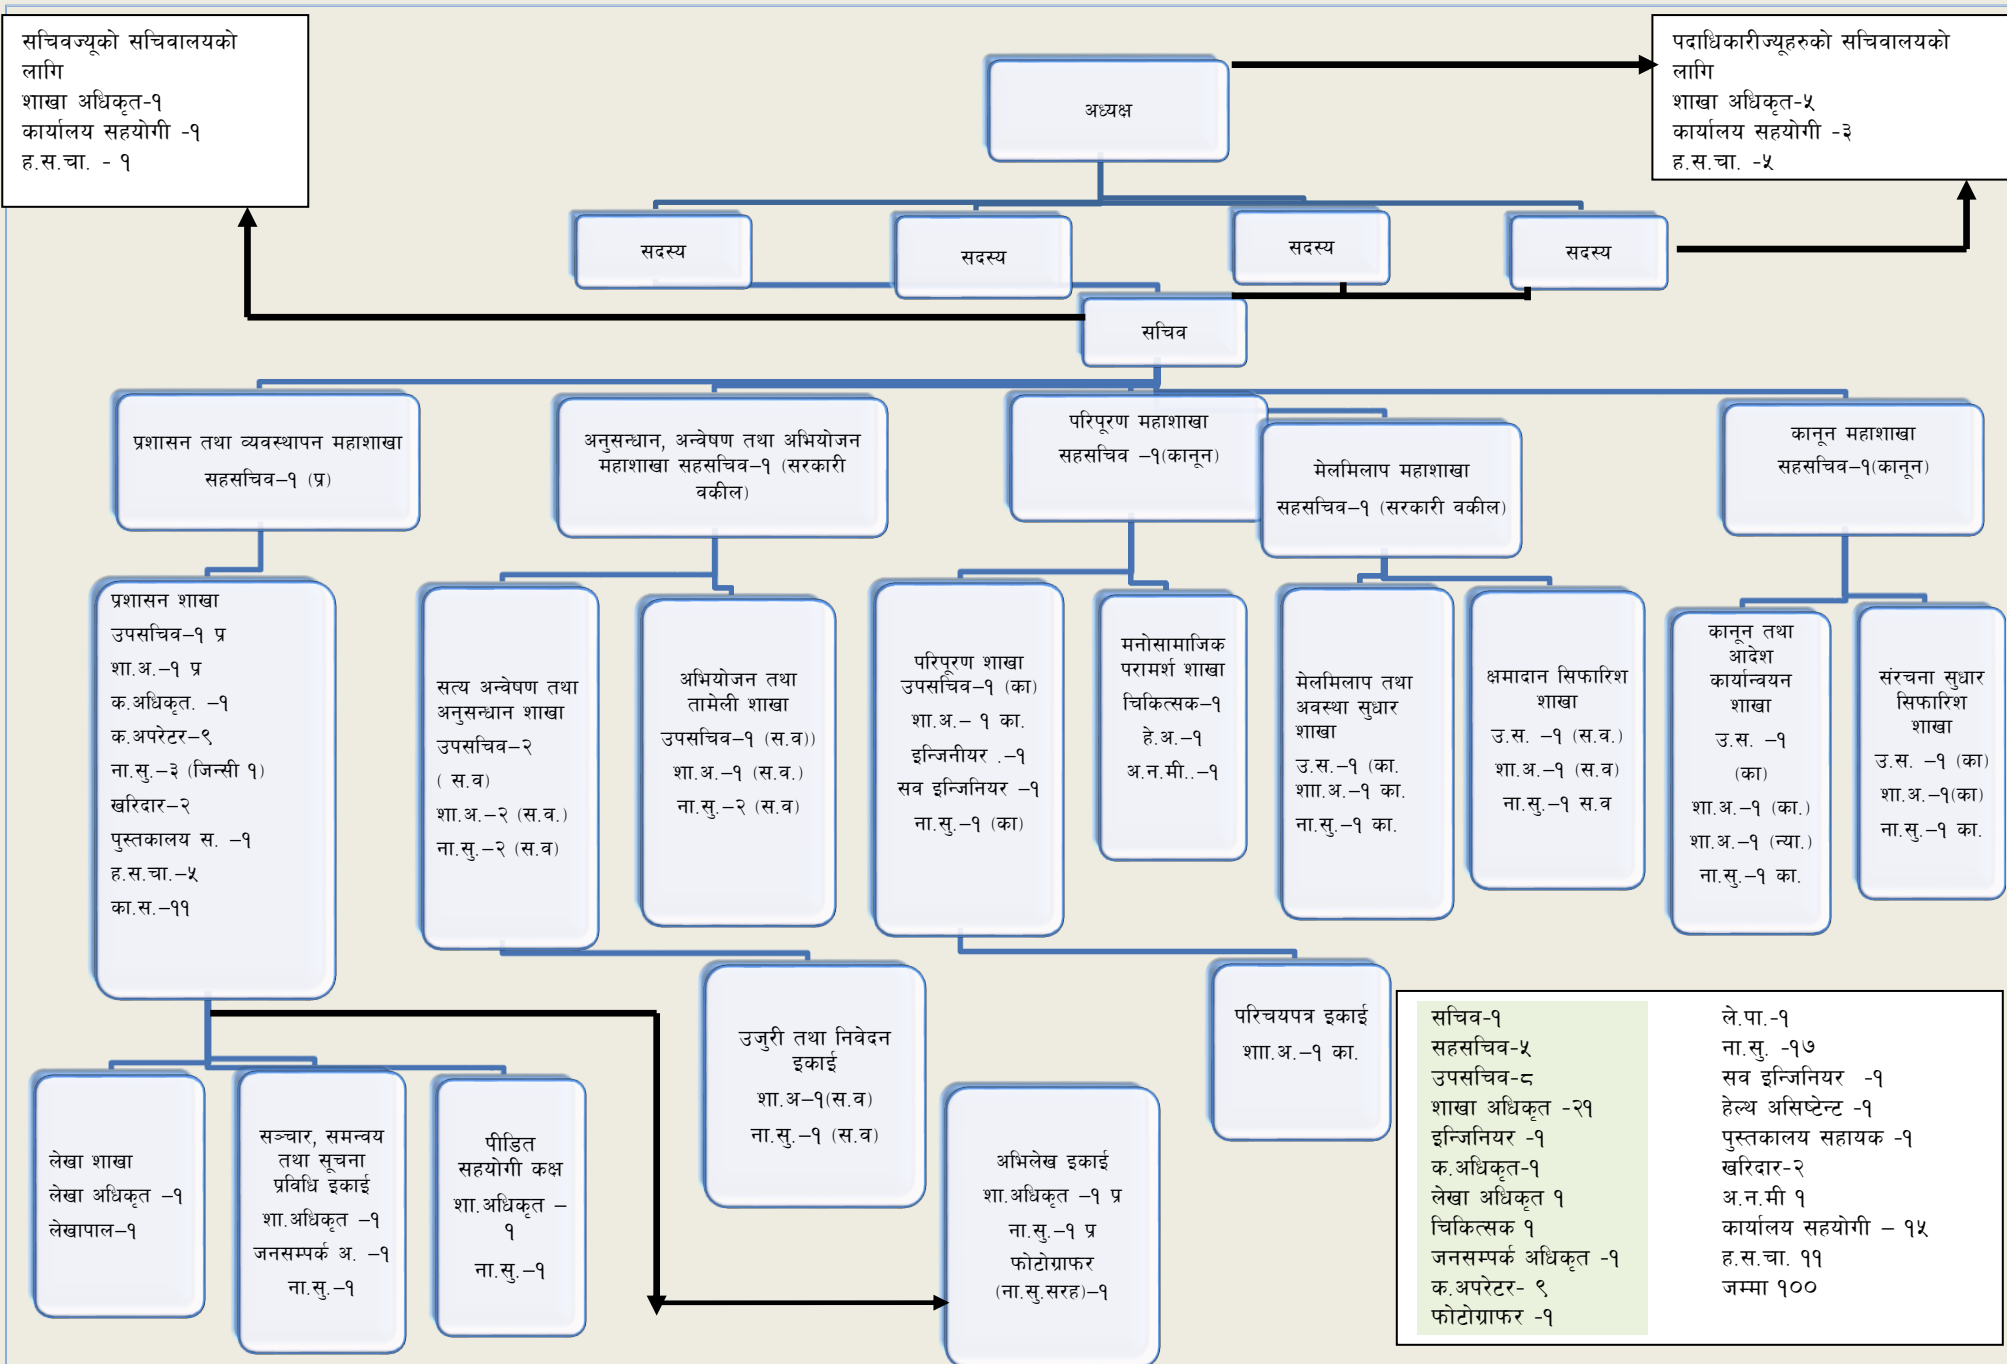 सचिवज्यूको सचिवालयको
लागि
शाखा अधिकृत-१
कार्यालय सहयोगी -१
ह.स.चा. - १
पदाधिकारीज्यूहरुको सचिवालयको
लागि
शाखा अधिकृत-५
कार्यालय सहयोगी -३
ह.स.चा. -५
अध्यक्ष
सदस्य
सदस्य
सदस्य
सदस्य
सचिव
प्रशासन तथा व्यवस्थापन महाशाखा
सहसचिव–१ (प्र)
अनुसन्धान, अन्वेषण तथा अभियोजन
महाशाखा सहसचिव–१ (सरकारी
वकील)
परिपूरण महाशाखा
सहसचिव –१(कानून)
मेलमिलाप महाशाखा
सहसचिव–१ (सरकारी वकील)
कानून महाशाखा
सहसचिव–१(कानून)
प्रशासन शाखा
उपसचिव–१ प्र
शा.अ.–१ प्र
क.अधिकृत. –१
क.अपरेटर–९
ना.सु.–३ (जिन्सी १)
खरिदार–२
पुस्तकालय स. –१
ह.स.चा.–५
का.स.–११
सत्य अन्वेषण तथा
अनुसन्धान शाखा
उपसचिव–२
( स.व)
शा.अ.–२ (स.व.)
ना.सु.–२ (स.व)
अभियोजन तथा
तामेली शाखा
उपसचिव–१ (स.व))
शा.अ.–१ (स.व.)
ना.सु.–२ (स.व)
परिपूरण शाखा
उपसचिव–१ (का)
शा.अ.– १ का.
इन्जिनीयर .–१
सव इन्जिनियर –१
ना.सु.–१ (का)
मनोसामाजिक
परामर्श शाखा
चिकित्सक–१
हे.अ.–१
अ.न.मी..–१
मेलमिलाप तथा
अवस्था सुधार
शाखा
उ.स.–१ (का.
शाा.अ.–१ का.
ना.सु.–१ का.
क्षमादान सिफारिश
शाखा
उ.स. –१ (स.व.)
शा.अ.–१ (स.व)
ना.सु.–१ स.व
कानून तथा
आदेश
कार्यान्वयन
शाखा
उ.स. –१
(का)
शा.अ.–१ (का.)
शा.अ.–१ (न्या.)
ना.सु.–१ का.
संरचना सुधार
सिफारिश
शाखा
उ.स. –१ (का)
शा.अ.–१(का)
ना.सु.–१ का.
उजुरी तथा निवेदन
इकाई
शा.अ–१(स.व)
ना.सु.–१ (स.व)
परिचयपत्र इकाई
शाा.अ.–१ का.
लेखा शाखा
लेखा अधिकृत –१
लेखापाल–१
सञ्चार, समन्वय
तथा सूचना
प्रविधि इकाई
शा.अधिकृत –१
जनसम्पर्क अ. –१
ना.सु.–१
पीडित
सहयोगी कक्ष
शा.अधिकृत –
१
ना.सु.–१
अभिलेख इकाई
शा.अधिकृत –१ प्र
ना.सु.–१ प्र
फोटोग्राफर
(ना.सु.सरह)–१
सचिव-१
सहसचिव-५
उपसचिव-८
शाखा अधिकृत -२१
इन्जिनियर -१
क.अधिकृत-१
लेखा अधिकृत १
चिकित्सक १
जनसम्पर्क अधिकृत -१
क.अपरेटर- ९
फोटोग्राफर -१
ले.पा.-१
ना.सु. -१७
सव इन्जिनियर -१
हेल्थ असिष्टेन्ट -१
पुस्तकालय सहायक -१
खरिदार-२
अ.न.मी १
कार्यालय सहयोगी – १५
ह.स.चा. ११
जम्मा १००